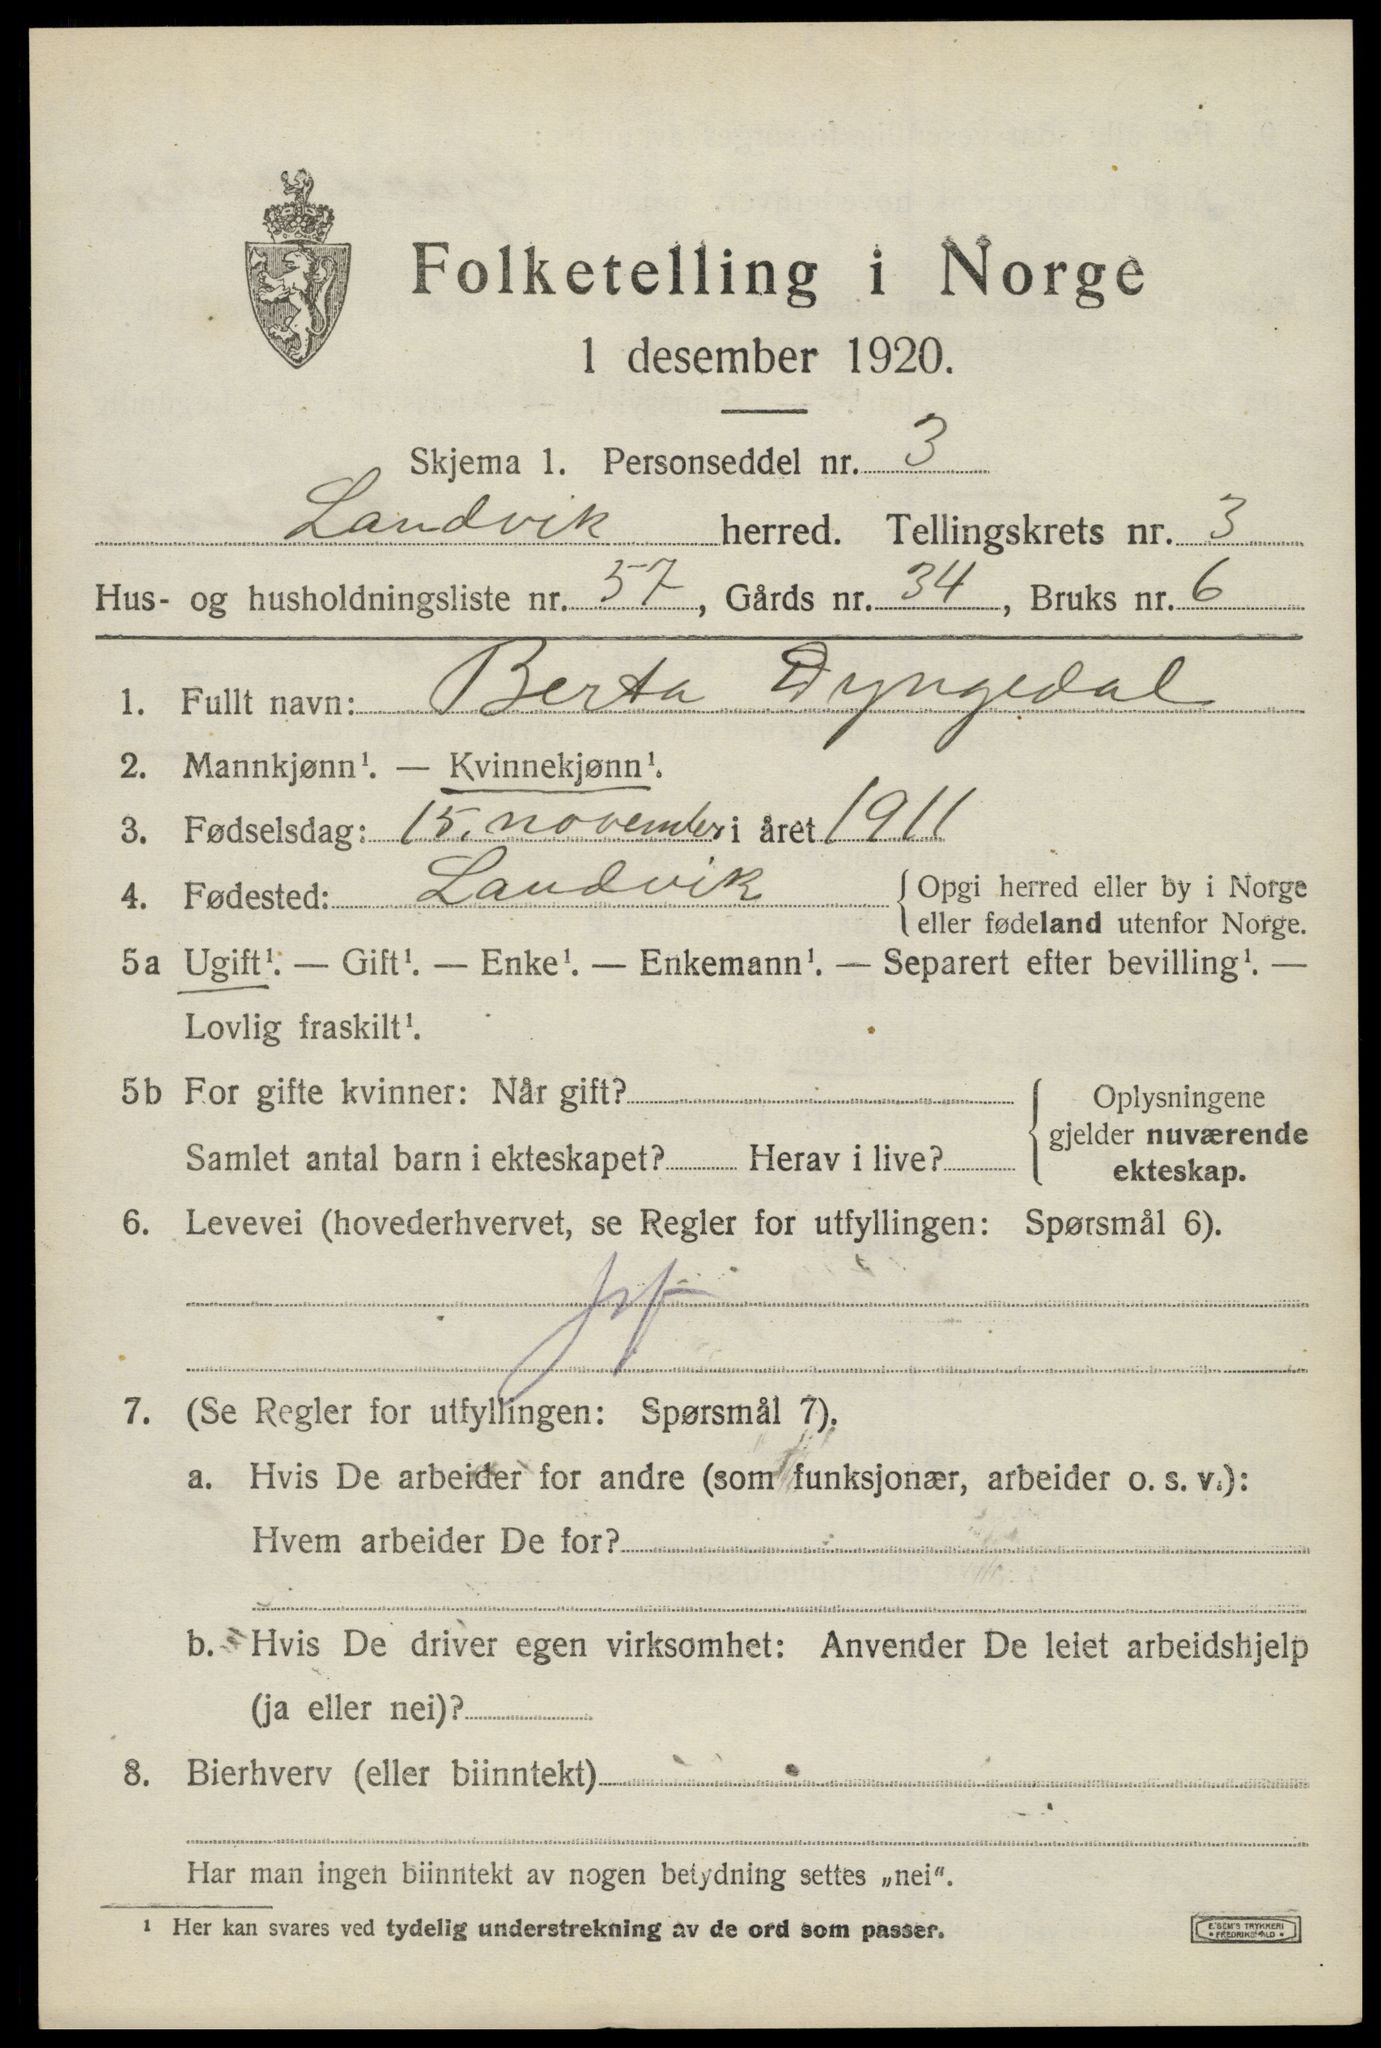 Folketelling i Norge
1 desember 1920.
Skjema 1. Personseddel nr. 3
Landvik herred. Tellingskrets nr. 3
Hus- og husholdningsliste nr. 57, Gårds nr. 34, Bruks nr. 6
1. Fullt navn: Berta Dyngedal
2. Mannkjønn¹. — Kvinnekjønn¹.
3. Fødselsdag: 15. november i året 1911
4. Fødested: Landvik { Opgi herred eller by i Norge
eller fødeland utenfor Norge.
5a Ugift¹. — Gift¹. — Enke¹. — Enkemann¹. — Separert efter bevilling¹. —
Lovlig fraskilt¹.
5b For gifte kvinner: Når gift? { Oplysningene
gjelder nuværende
Samlet antal barn i ekteskapet? Herav i live?
ekteskap.
6. Levevei (hovederhvervet, se Regler for utfyllingen: Spørsmål 6).
7. (Se Regler for utfyllingen: Spørsmål 7).
a. Hvis De arbeider for andre (som funksjonær, arbeider o. s. v.):
Hvem arbeider De for?
b. Hvis De driver egen virksomhet: Anvender De leiet arbeidshjelp
(ja eller nei)?
8. Bierhverv (eller biinntekt)
Har man ingen biinntekt av nogen betydning settes „nei“.
¹ Her kan svares ved tydelig understrekning av de ord som passer.
E. SEM'S TRYKKERI
• FREDRIKSHALD •